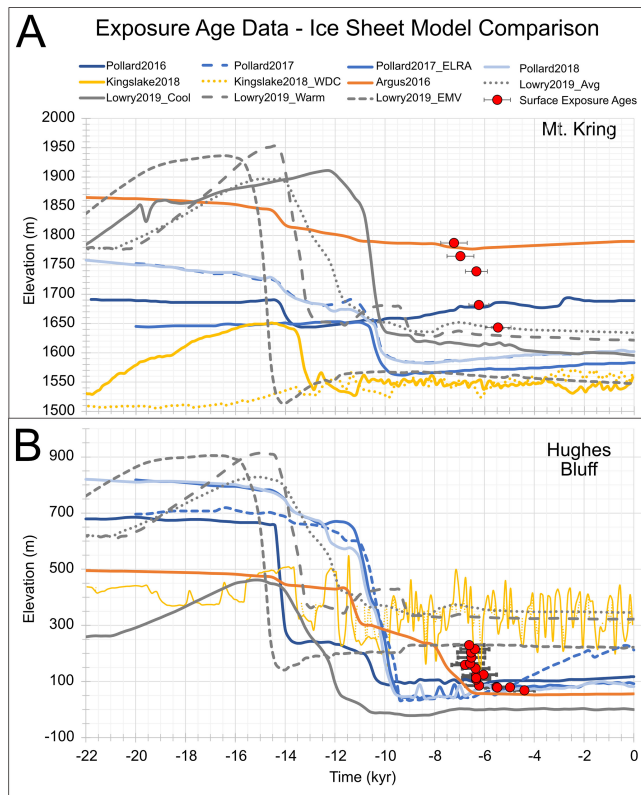 A
Exposure Age Data - Ice Sheet Model Comparison
Pollard2016 Pollard2017 Pollard2017_ELRA Pollard2018
Kingslake2018 Kingslake2018_WDC Argus2016 Lowry2019_Avg
Lowry2019_Cool Lowry2019_Warm Lowry2019_EMV Surface Exposure Ages
Mt. Kring
Elevation (m)
2000
1950
1900
1850
1800
1750
1700
1650
1600
1550
1500
B
Hughes
Bluff
Elevation (m)
900
700
500
300
100
-100
-22 -20 -18 -16 -14 -12 -10 -8 -6 -4 -2 0
Time (kyr)